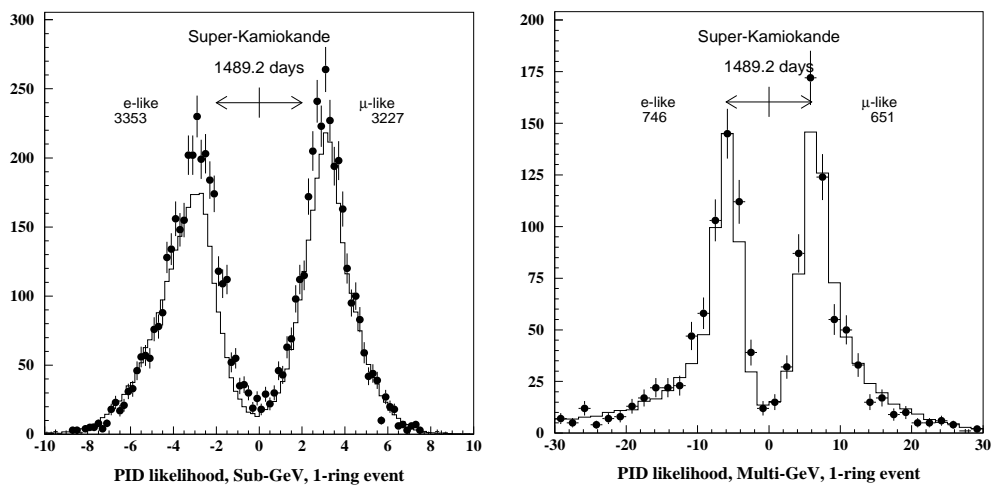 300
250
200
150
100
50
0
-10 -8 -6 -4 -2 0 2 4 6 8 10
Super-Kamiokande
1489.2 days
e-like
3353
μ-like
3227
PID likelihood, Sub-GeV, 1-ring event
200
175
150
125
100
75
50
25
0
-30 -20 -10 0 10 20 30
Super-Kamiokande
1489.2 days
e-like
746
μ-like
651
PID likelihood, Multi-GeV, 1-ring event